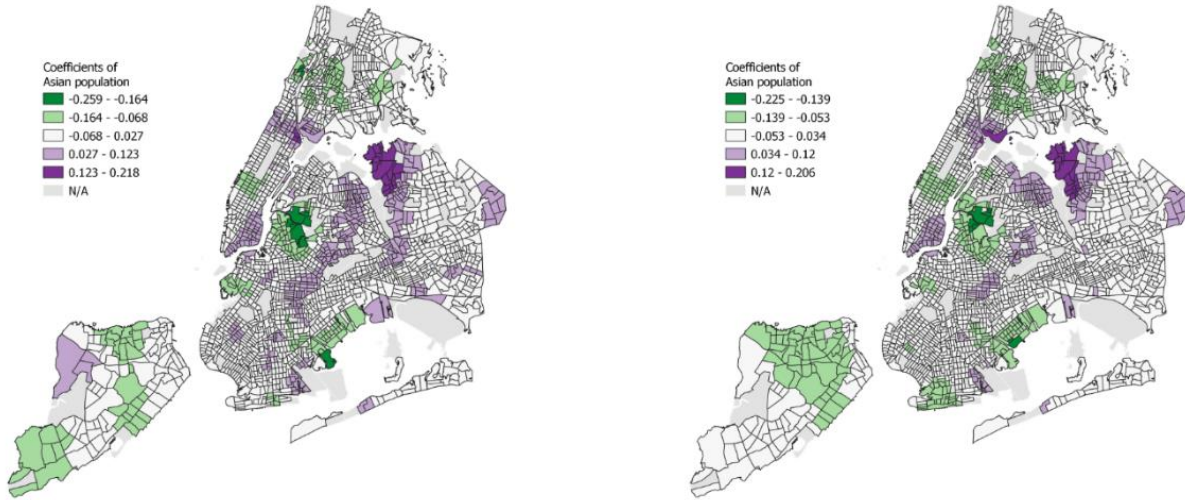 Coefficients of
Asian population
-0.259 - -0.164
-0.164 - -0.068
-0.068 - 0.027
0.027 - 0.123
0.123 - 0.218
N/A
Coefficients of
Asian population
-0.225 - -0.139
-0.139 - -0.053
-0.053 - 0.034
0.034 - 0.12
0.12 - 0.206
N/A